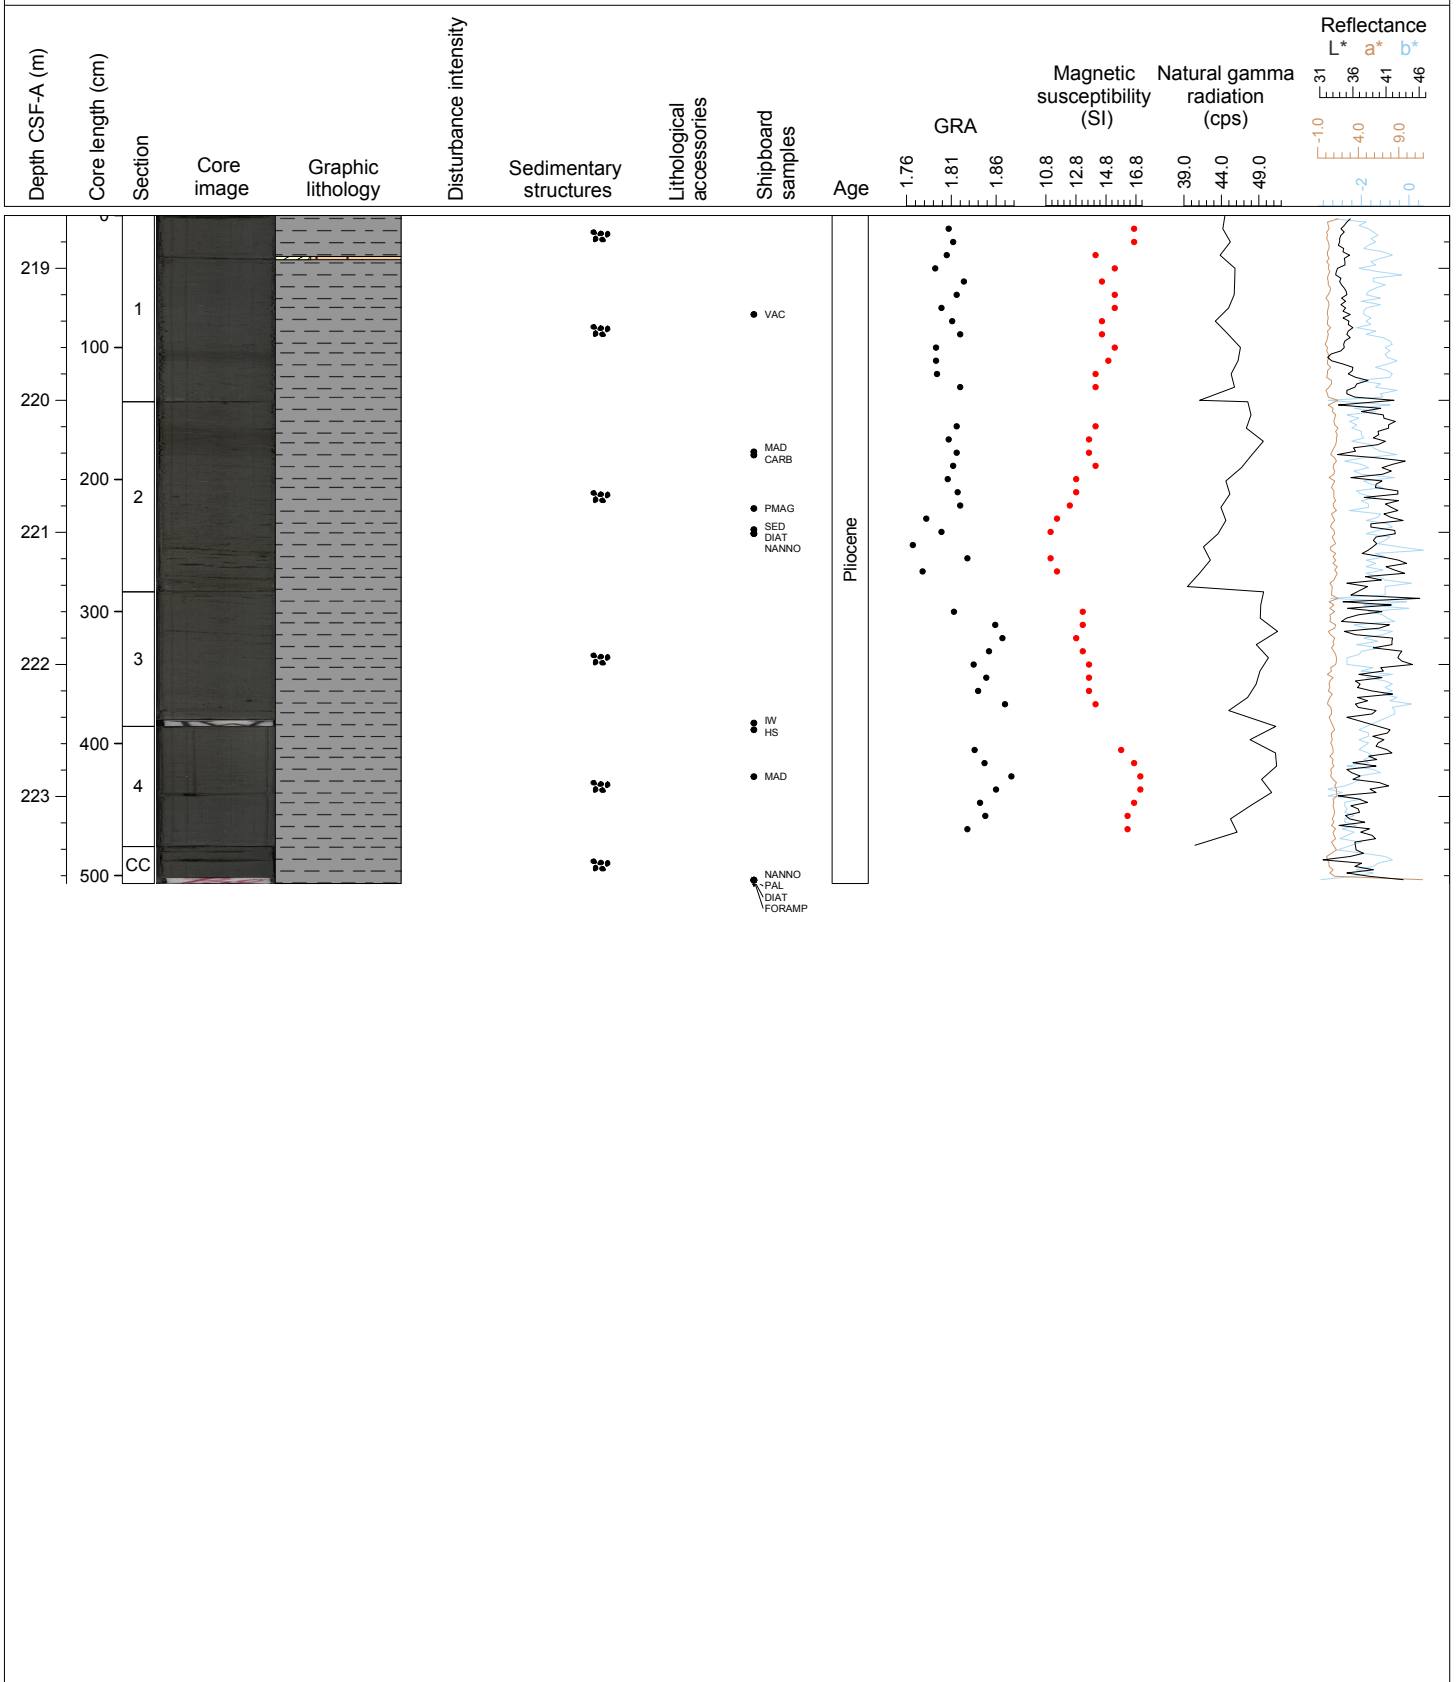 Depth CSF-A (m)
Core length (cm)
Section
Core
image
Graphic
lithology
Disturbance intensity
Sedimentary
structures
Lithological
accessories
Shipboard
samples
Age
GRA
1.76
1.81
1.86
Magnetic
susceptibility
(SI)
10.8
12.8
14.8
16.8
Natural gamma
radiation
(cps)
39.0
44.0
49.0
Reflectance
L* a* b*
31
36
41
46
-1.0
4.0
9.0
-2
0
0
219
1
VAC
100
220
MAD
CARB
200
2
PMAG
SED
221
DIAT
NANNO
Pliocene
300
3
222
IW
HS
400
MAD
4
223
CC
500
NANNO
PAL
DIAT
FORAMP